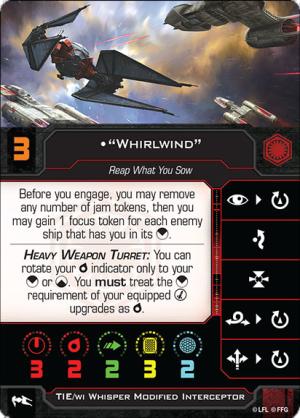 •"Whirlwind"
3
Reap What You Sow
Before you engage, you may remove
any number of jam tokens, then you
may gain 1 focus token for each enemy
ship that has you in its .
Heavy Weapon Turret: You can
rotate your indicator only to your
or . You must treat the
requirement of your equipped
upgrades as .
3 2 2 3 2
TIE/wi Whisper Modified Interceptor
© LFL © FFG